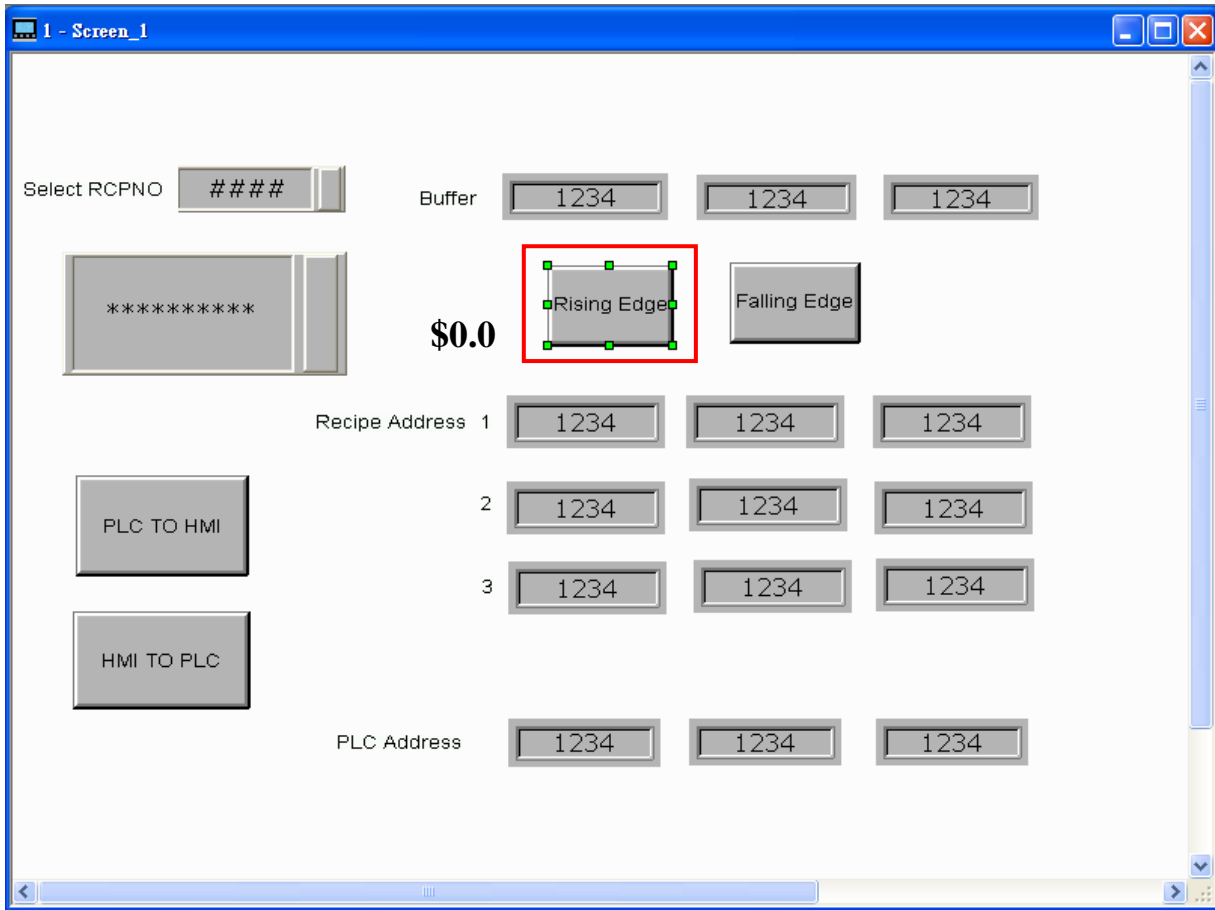 1 - Screen_1
Select RCPNO ####
Buffer 1234 1234 1234
**********
$0.0
Rising Edge
Falling Edge
Recipe Address 1 1234 1234 1234
2 1234 1234 1234
3 1234 1234 1234
PLC TO HMI
HMI TO PLC
PLC Address 1234 1234 1234